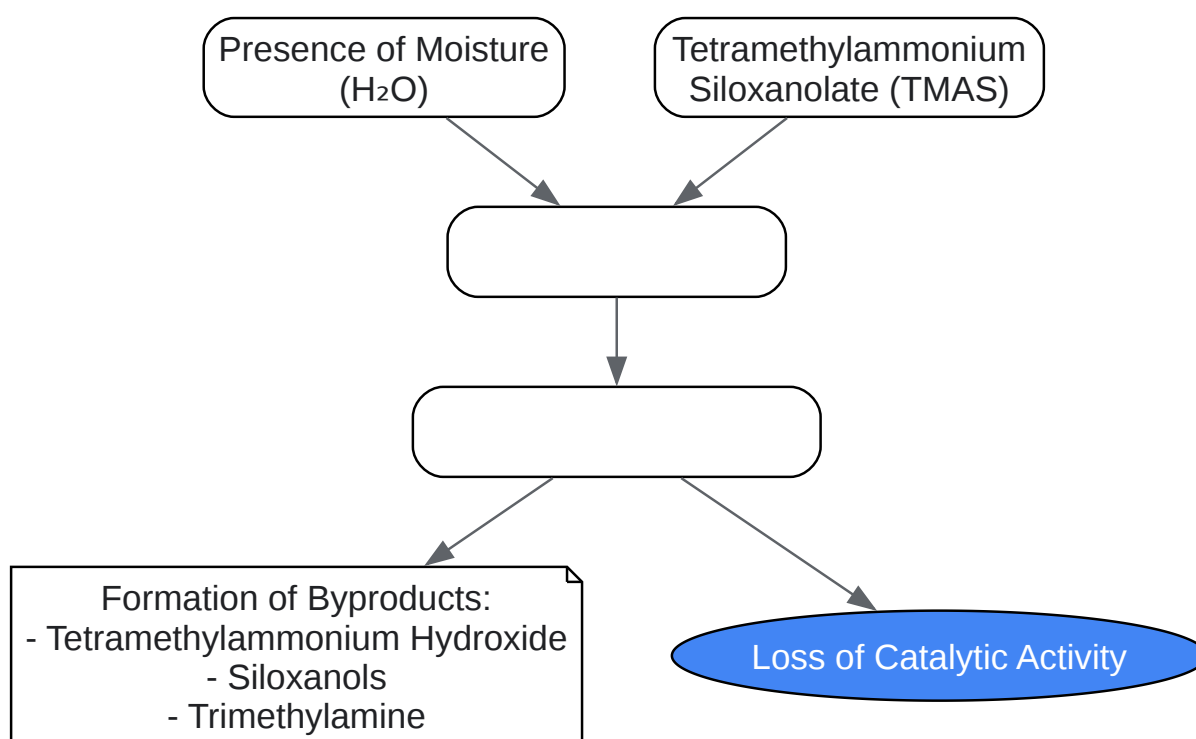 Presence of Moisture
(H₂O)
Tetramethylammonium
Siloxanolate (TMAS)
Formation of Byproducts:
- Tetramethylammonium Hydroxide
- Siloxanols
- Trimethylamine
Loss of Catalytic Activity